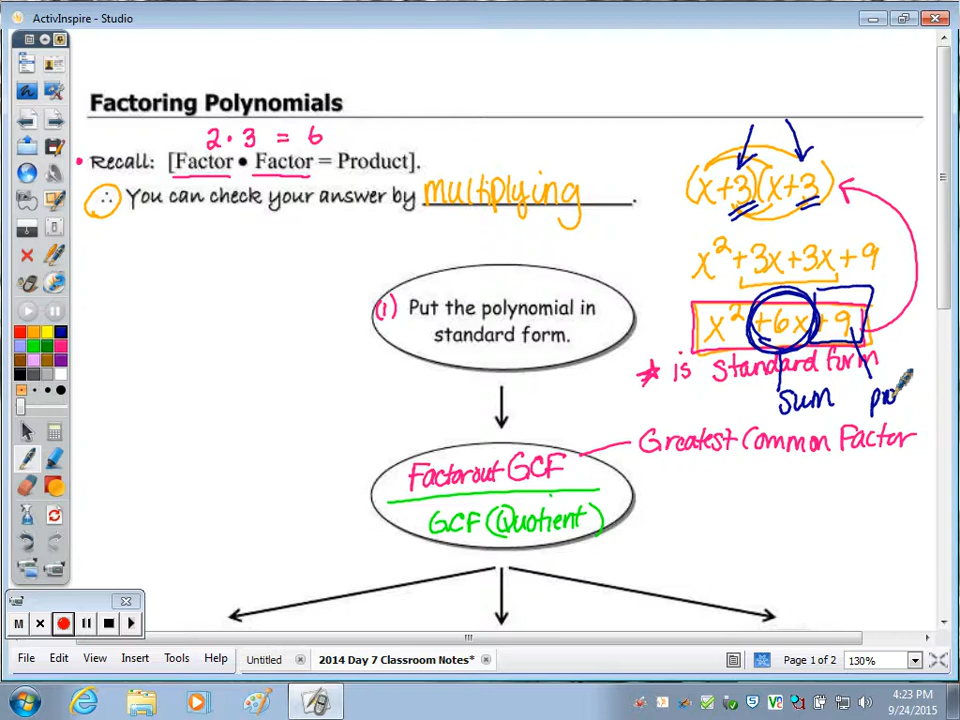 ActivInspire - Studio
Factoring Polynomials
2 · 3 = 6
• Recall: [Factor • Factor = Product].
∴ You can check your answer by multiplying.
(x+3)(x+3)
x² + 3x + 3x + 9
x² + 6x + 9
★ is standard form
sum
(1) Put the polynomial in
standard form.
Greatest Common Factor
Factor out GCF
GCF (Quotient)
M
File Edit View Insert Tools Help
Untitled
2014 Day 7 Classroom Notes*
Page 1 of 2
130%
4:23 PM
9/24/2015